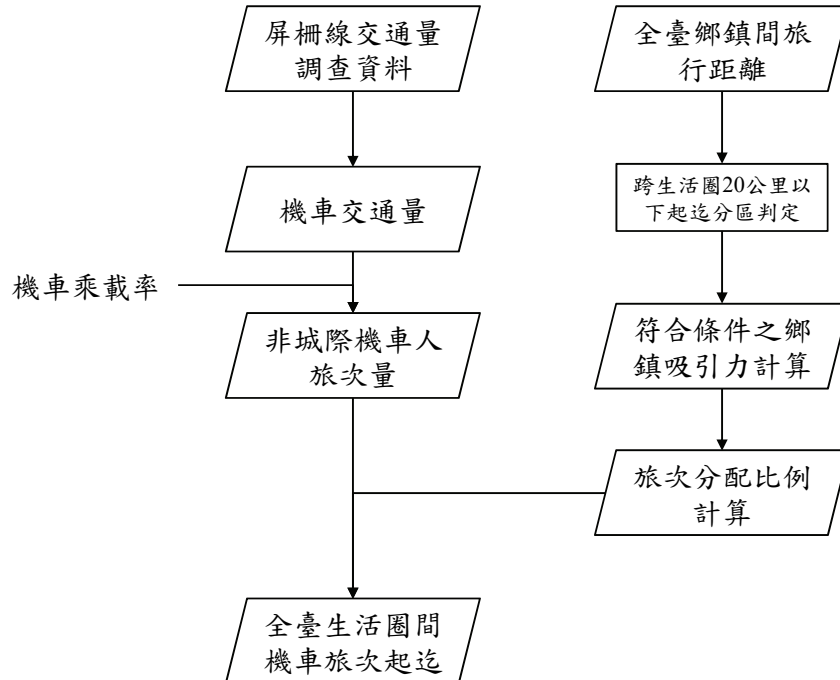 屏柵線交通量
調查資料
全臺鄉鎮間旅
行距離
機車交通量
跨生活圈20公里以
下起迄分區判定
機車乘載率
非城際機車人
旅次量
符合條件之鄉
鎮吸引力計算
旅次分配比例
計算
全臺生活圈間
機車旅次起迄